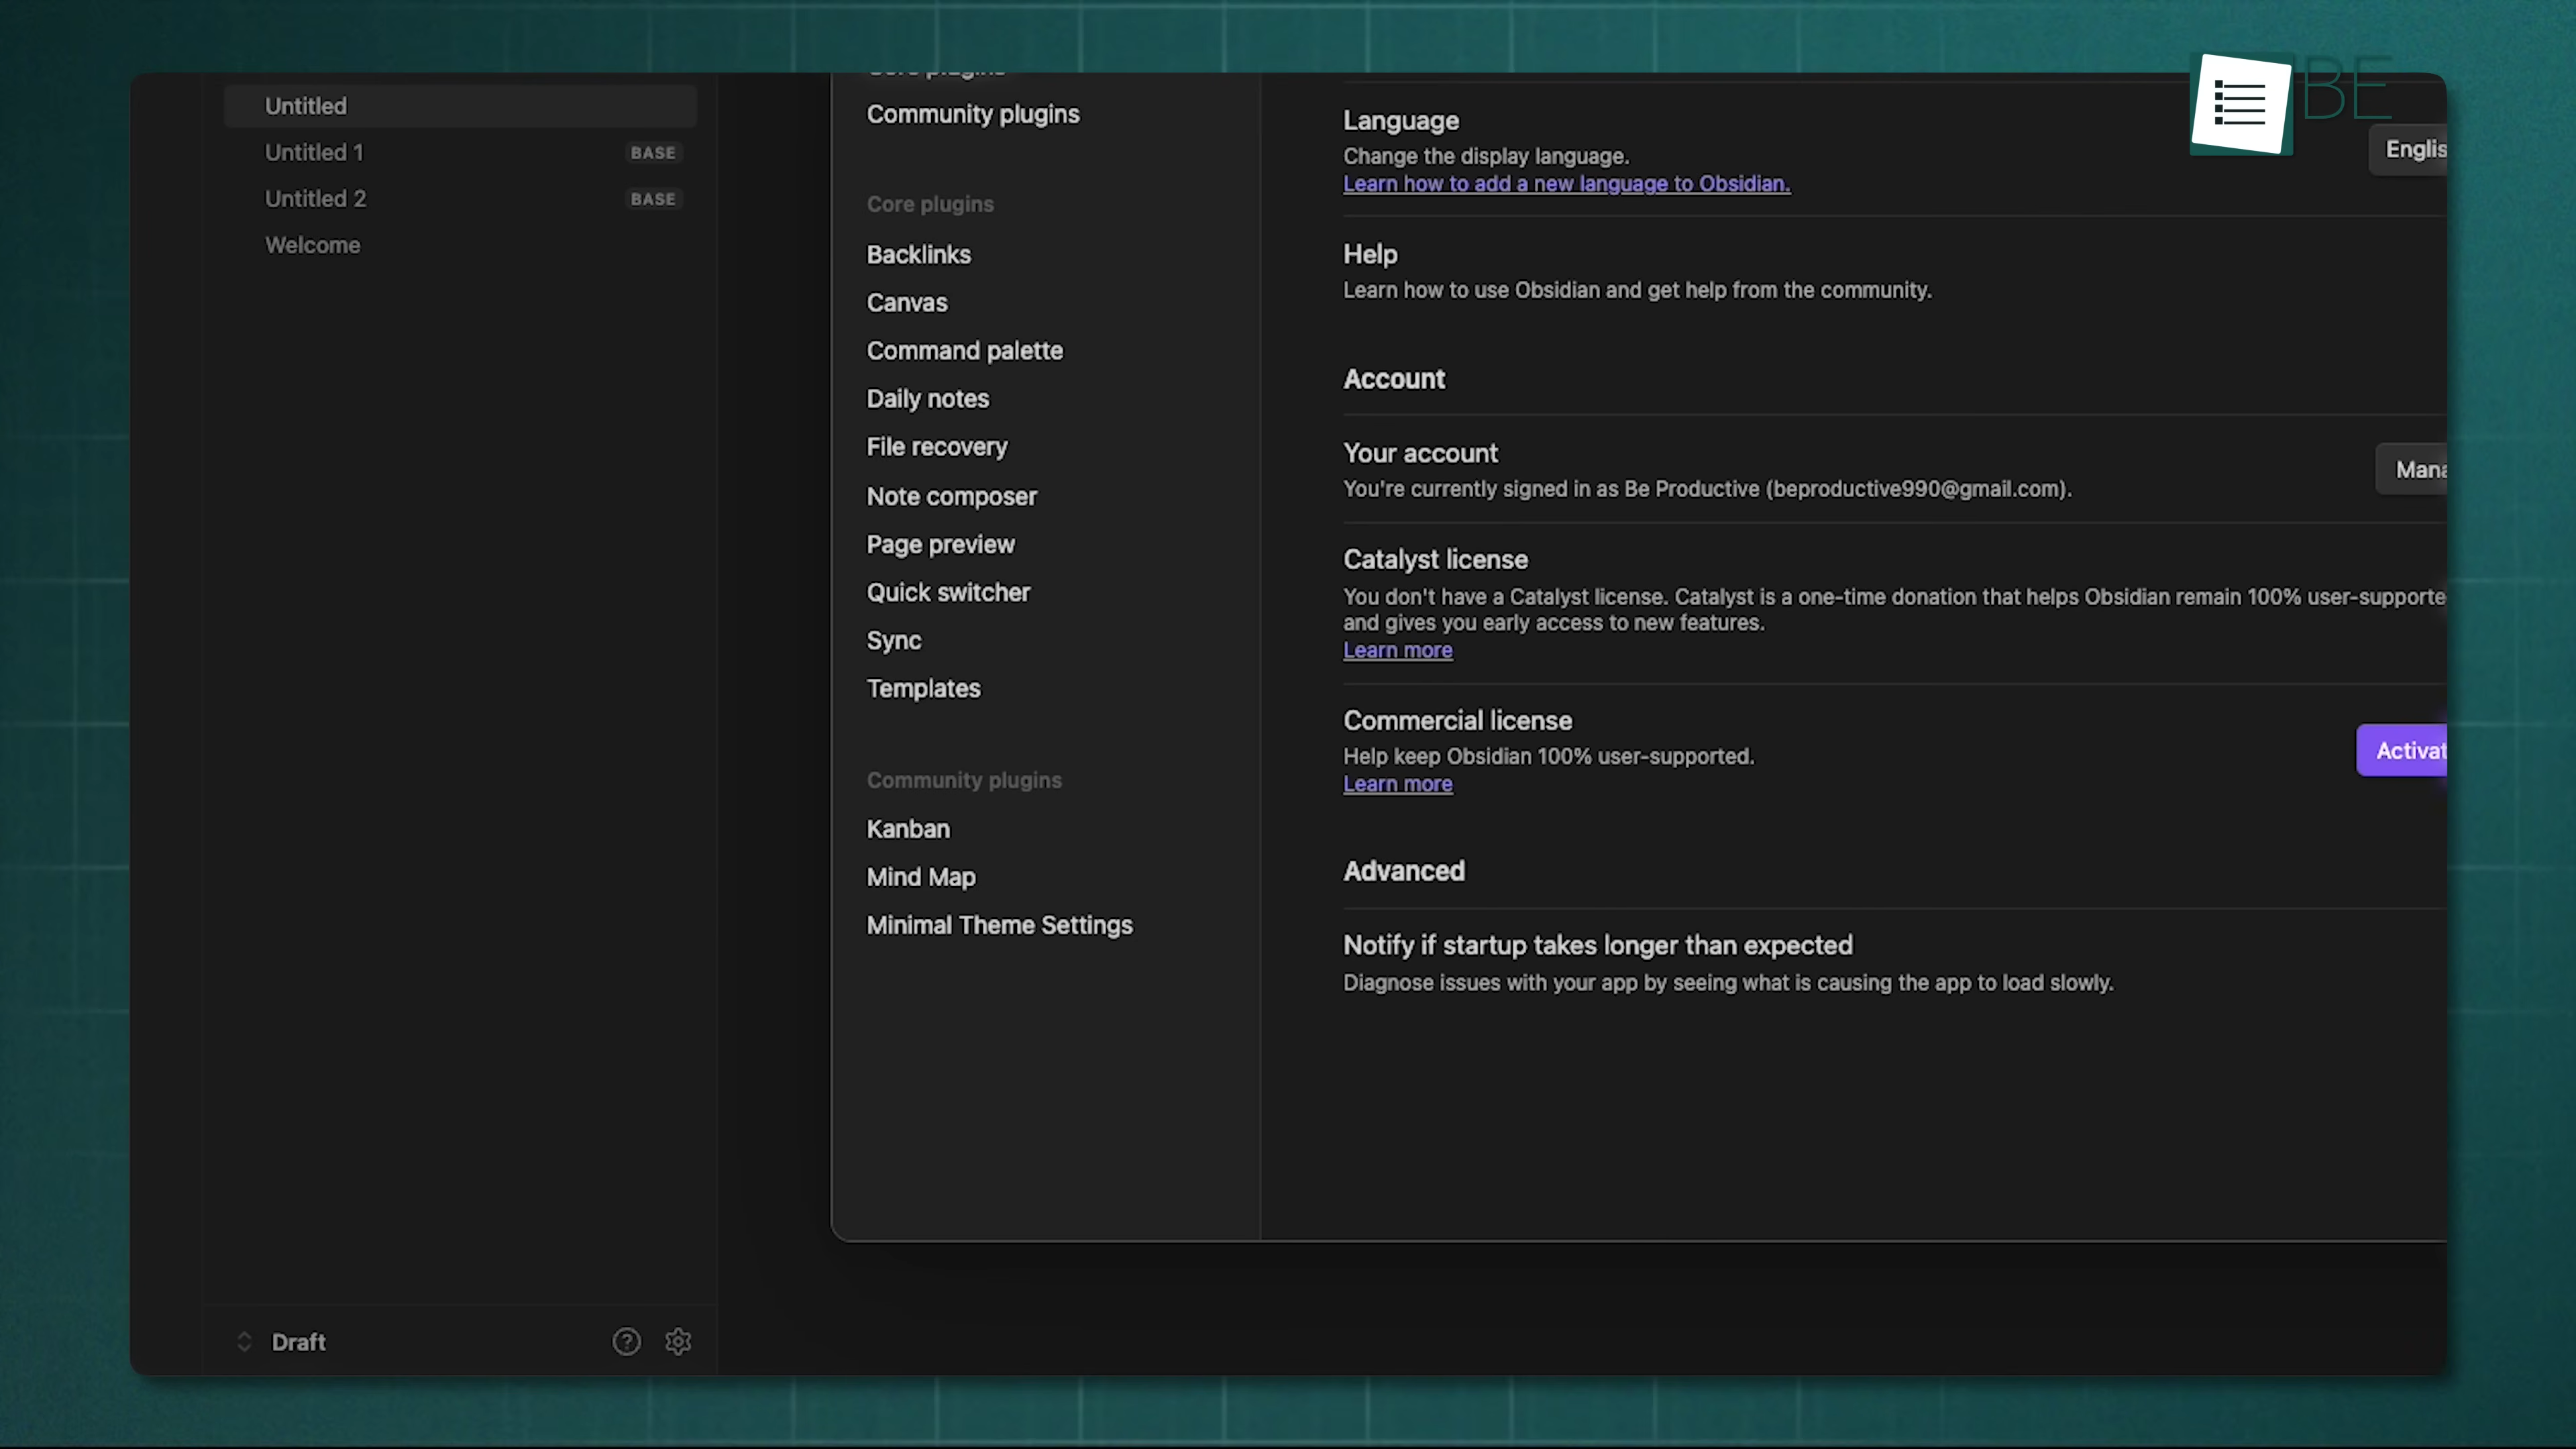 Untitled
Untitled 1 BASE
Untitled 2 BASE
Welcome
Draft
Core plugins
Community plugins
Core plugins
Backlinks
Canvas
Command palette
Daily notes
File recovery
Note composer
Page preview
Quick switcher
Sync
Templates
Community plugins
Kanban
Mind Map
Minimal Theme Settings
BE
Language
Change the display language.
Learn how to add a new language to Obsidian.
Englis
Help
Learn how to use Obsidian and get help from the community.
Account
Your account
You're currently signed in as Be Productive (beproductive990@gmail.com).
Mana
Catalyst license
You don't have a Catalyst license. Catalyst is a one-time donation that helps Obsidian remain 100% user-supporte
and gives you early access to new features.
Learn more
Commercial license
Help keep Obsidian 100% user-supported.
Learn more
Activat
Advanced
Notify if startup takes longer than expected
Diagnose issues with your app by seeing what is causing the app to load slowly.